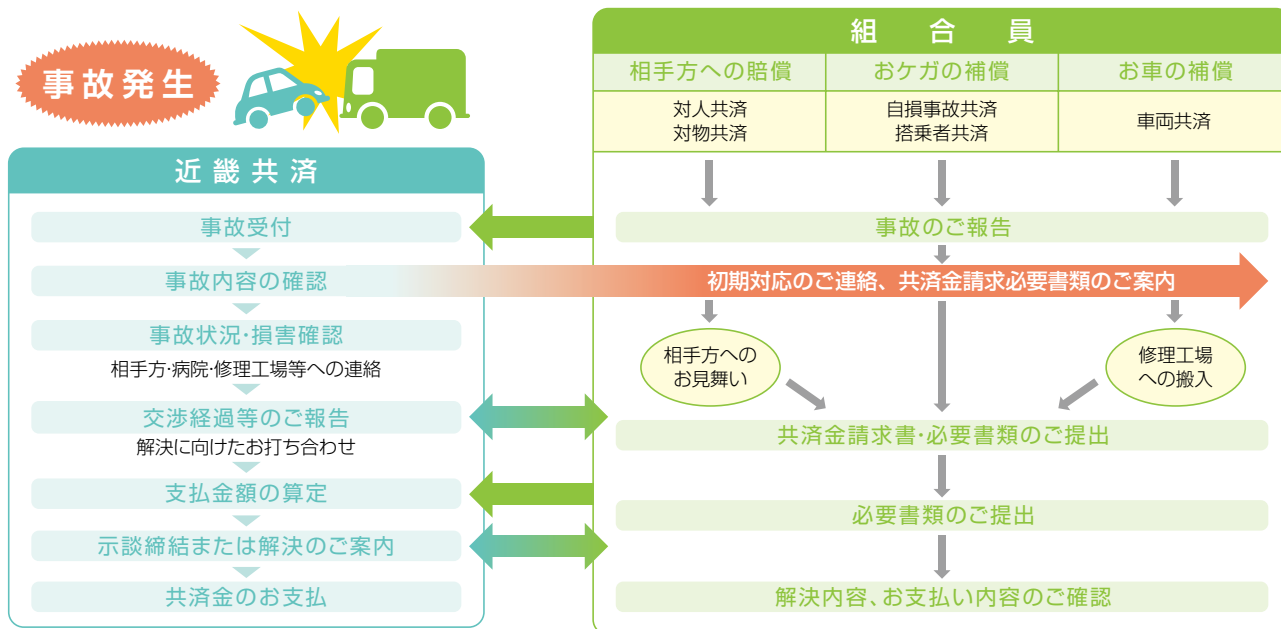 事故発生
近畿共済
事故受付
事故内容の確認
事故状況・損害確認
相手方・病院・修理工場等への連絡
交渉経過等のご報告
解決に向けたお打ち合わせ
支払金額の算定
示談締結または解決のご案内
共済金のお支払
組合員
相手方への賠償
おケガの補償
お車の補償
対人共済
対物共済
自損事故共済
搭乗者共済
車両共済
事故のご報告
初期対応のご連絡、共済金請求必要書類のご案内
相手方への
お見舞い
修理工場
への搬入
共済金請求書・必要書類のご提出
必要書類のご提出
解決内容、お支払い内容のご確認